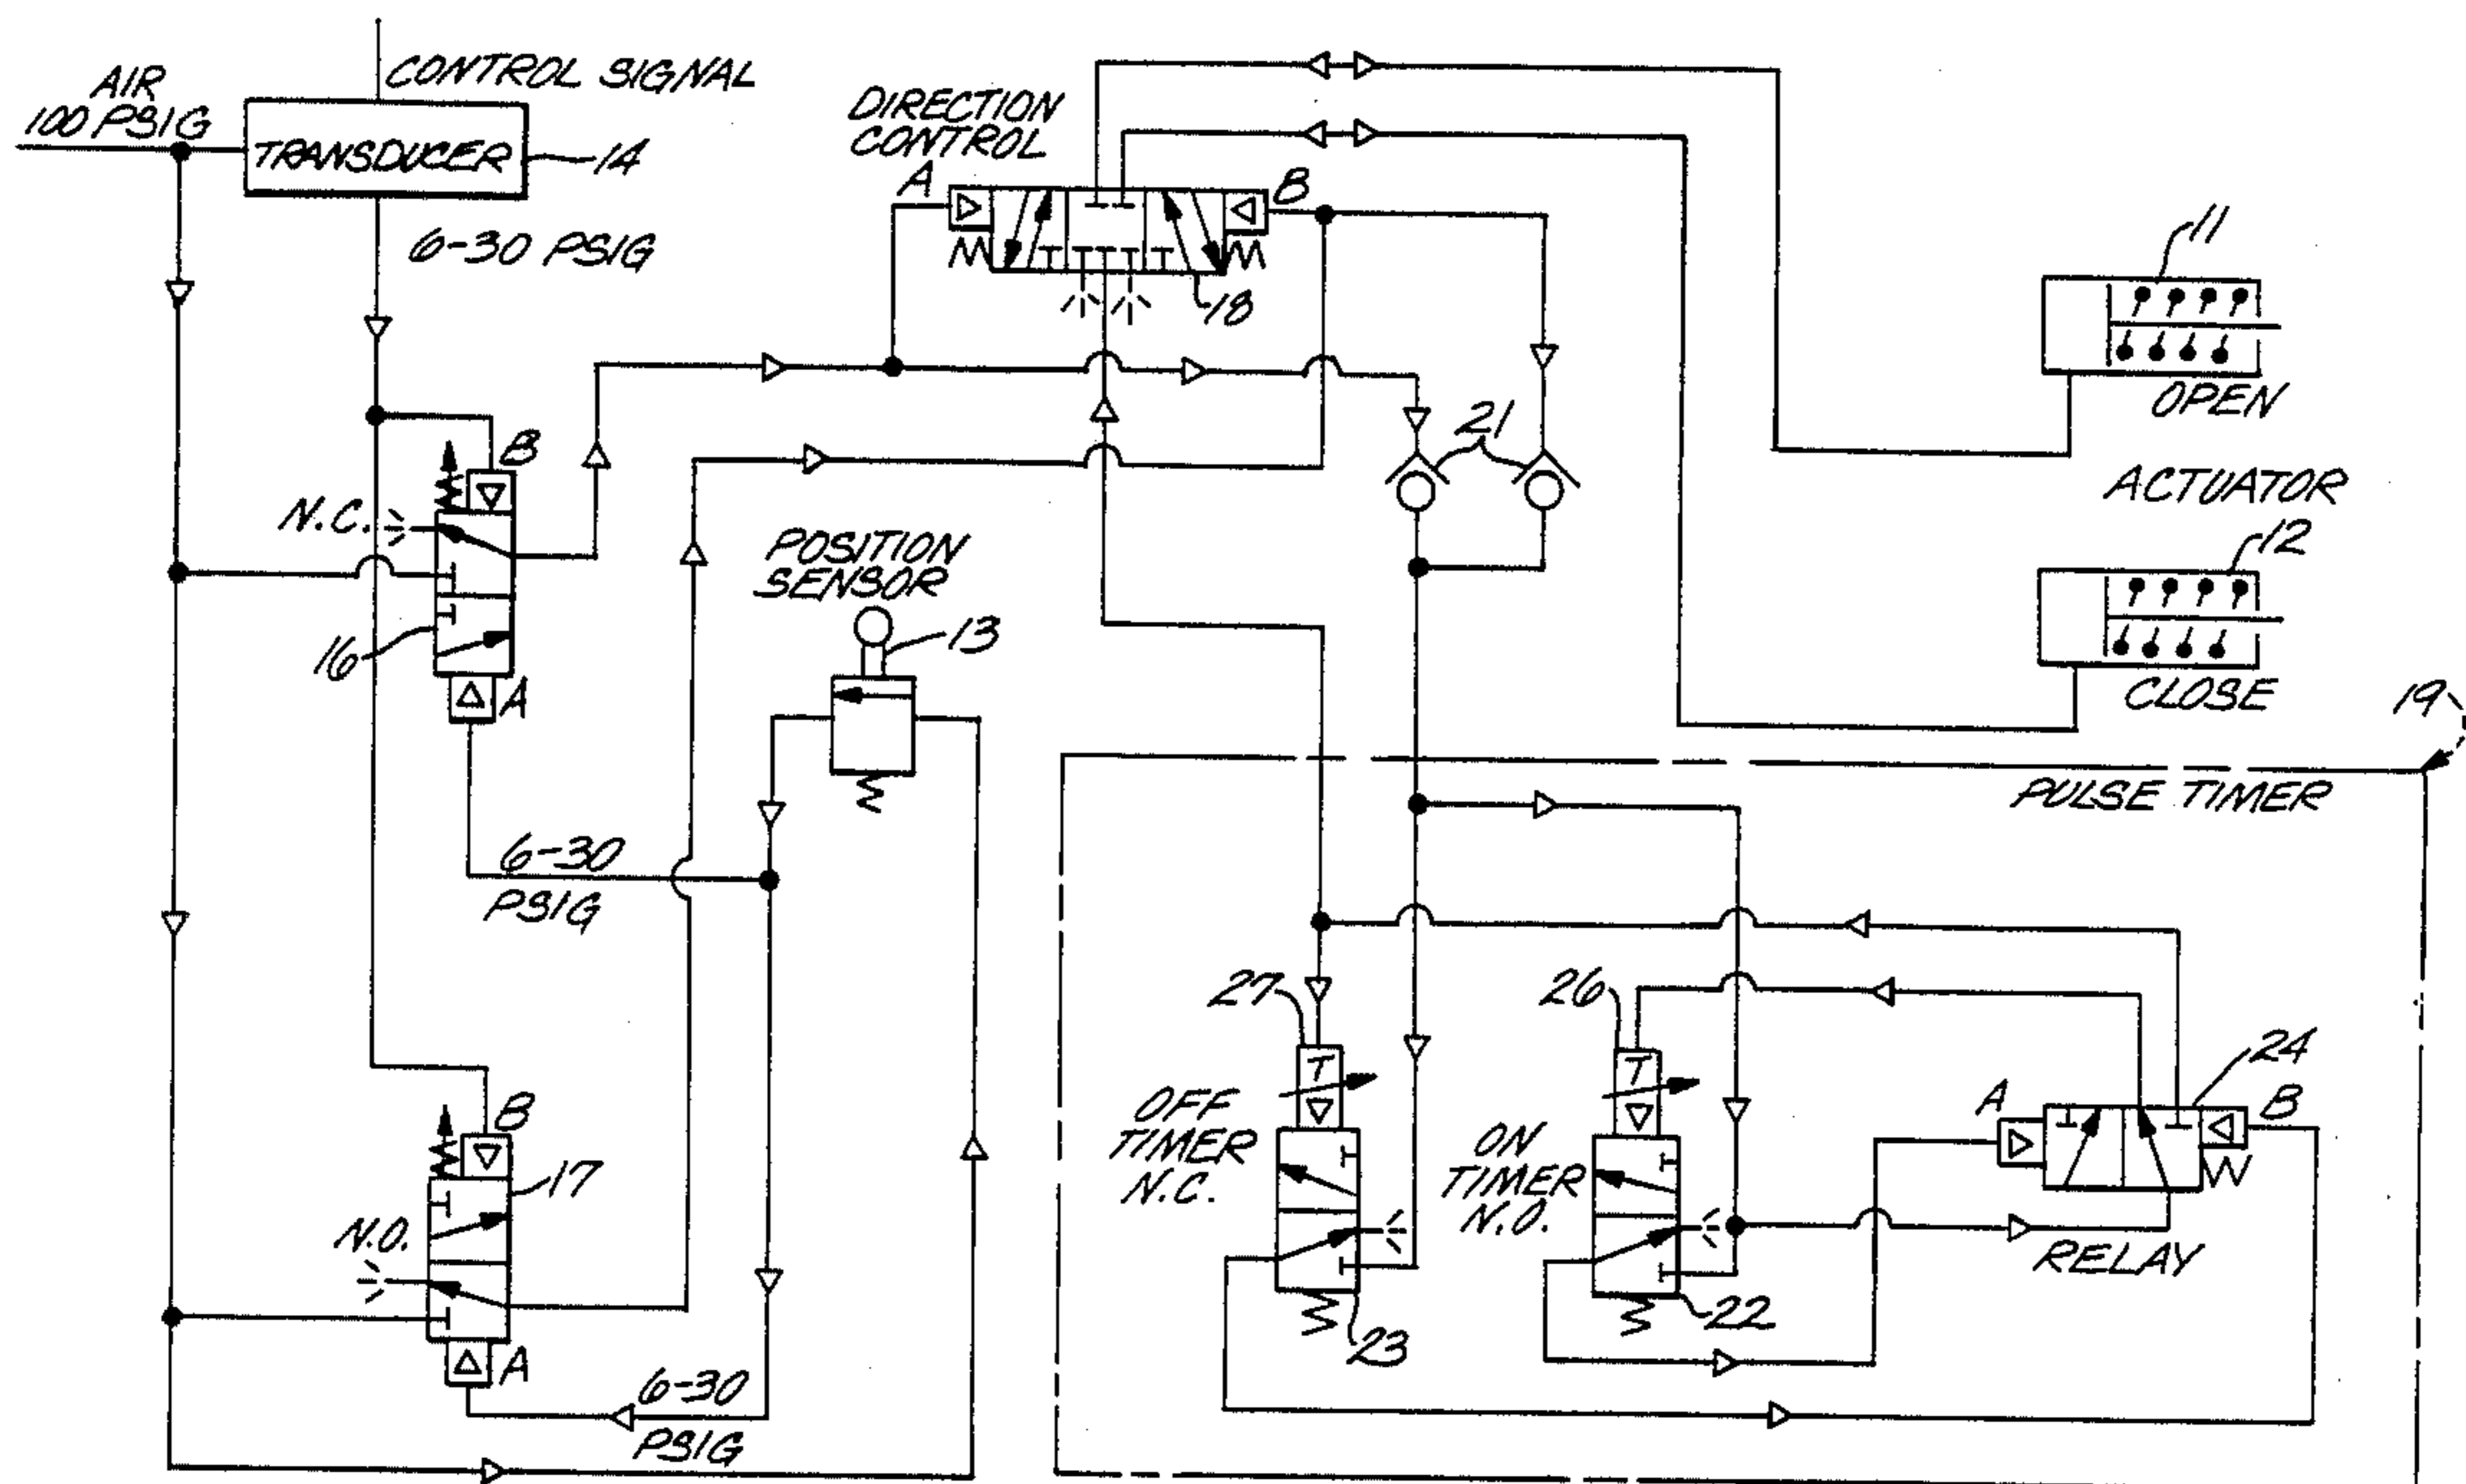 CONTROL SIGNAL
AIR
100 PSIG
TRANSDUCER
14
6-30 PSIG
DIRECTION
CONTROL
A
B
18
11
OPEN
ACTUATOR
12
CLOSE
21
B
N.C.
16
A
POSITION
SENSOR
13
6-30
PSIG
19
PULSE TIMER
27
T
OFF
TIMER
N.C.
23
26
T
ON
TIMER
N.O.
22
24
A
B
RELAY
B
17
N.O.
A
6-30
PSIG